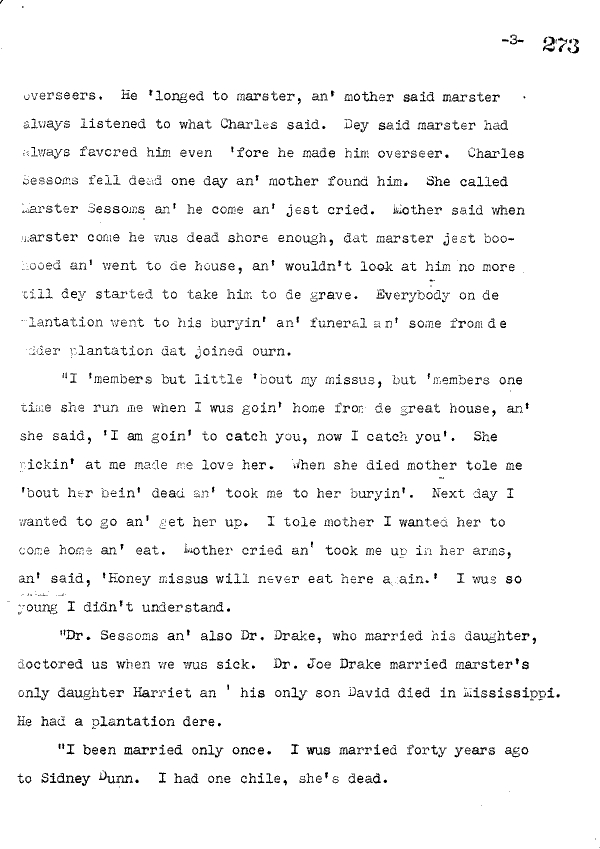 -3- 273
overseers. He 'longed to marster, an' mother said marster
always listened to what Charles said. Dey said marster had
always favored him even 'fore he made him overseer. Charles
Sessoms fell dead one day an' mother found him. She called
Marster Sessoms an' he come an' jest cried. Mother said when
marster come he wus dead shore enough, dat marster jest boo-
hooed an' went to de house, an' wouldn't look at him no more
till dey started to take him to de grave. Everybody on de
plantation went to his buryin' an' funeral an' some from de
udder plantation dat joined ourn.
"I 'members but little 'bout my missus, but 'members one
time she run me when I wus goin' home from de great house, an'
she said, 'I am goin' to catch you, now I catch you'. She
pickin' at me made me love her. When she died mother tole me
'bout her bein' dead an' took me to her buryin'. Next day I
wanted to go an' get her up. I tole mother I wanted her to
come home an' eat. Mother cried an' took me up in her arms,
an' said, 'Honey missus will never eat here again.' I wus so
young I didn't understand.
"Dr. Sessoms an' also Dr. Drake, who married his daughter,
doctored us when we wus sick. Dr. Joe Drake married marster's
only daughter Harriet an ' his only son David died in Mississippi.
He had a plantation dere.
"I been married only once. I wus married forty years ago
to Sidney Dunn. I had one chile, she's dead.